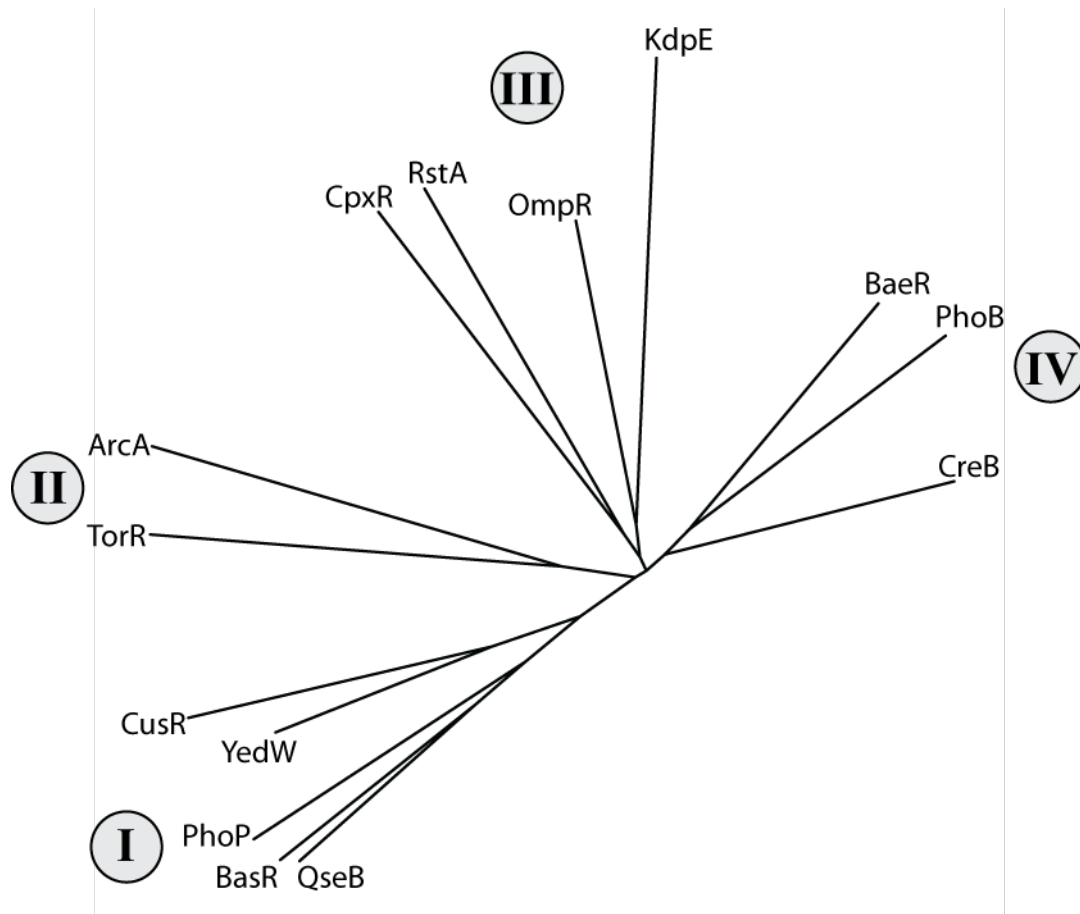 KdpE
III
RstA
CpxR
OmpR
BaeR
PhoB
IV
ArcA
CreB
II
TorR
CusR
YedW
I
PhoP
BasR QseB